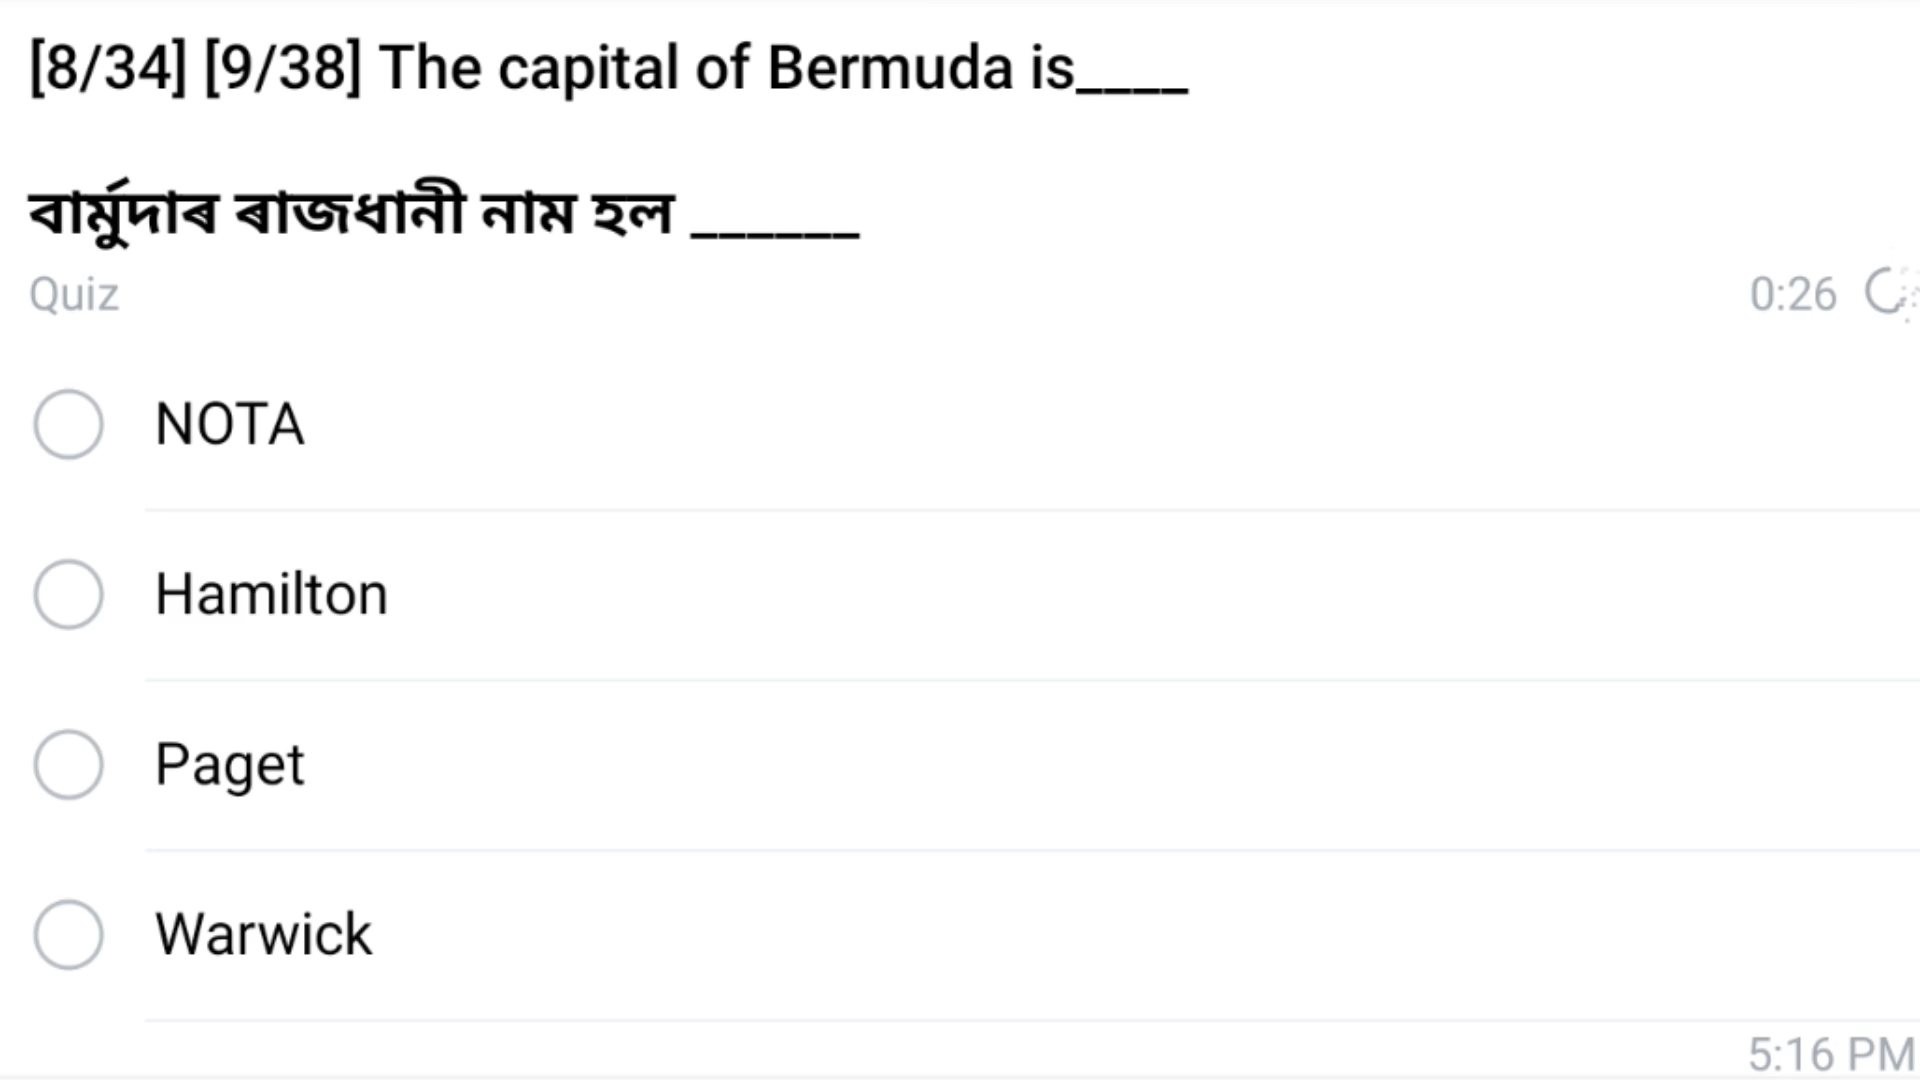 [8/34] [9/38] The capital of Bermuda is____
বাৰ্মুদাৰ ৰাজধানী নাম হল ______
Quiz
0:26
NOTA
Hamilton
Paget
Warwick
5:16 PM